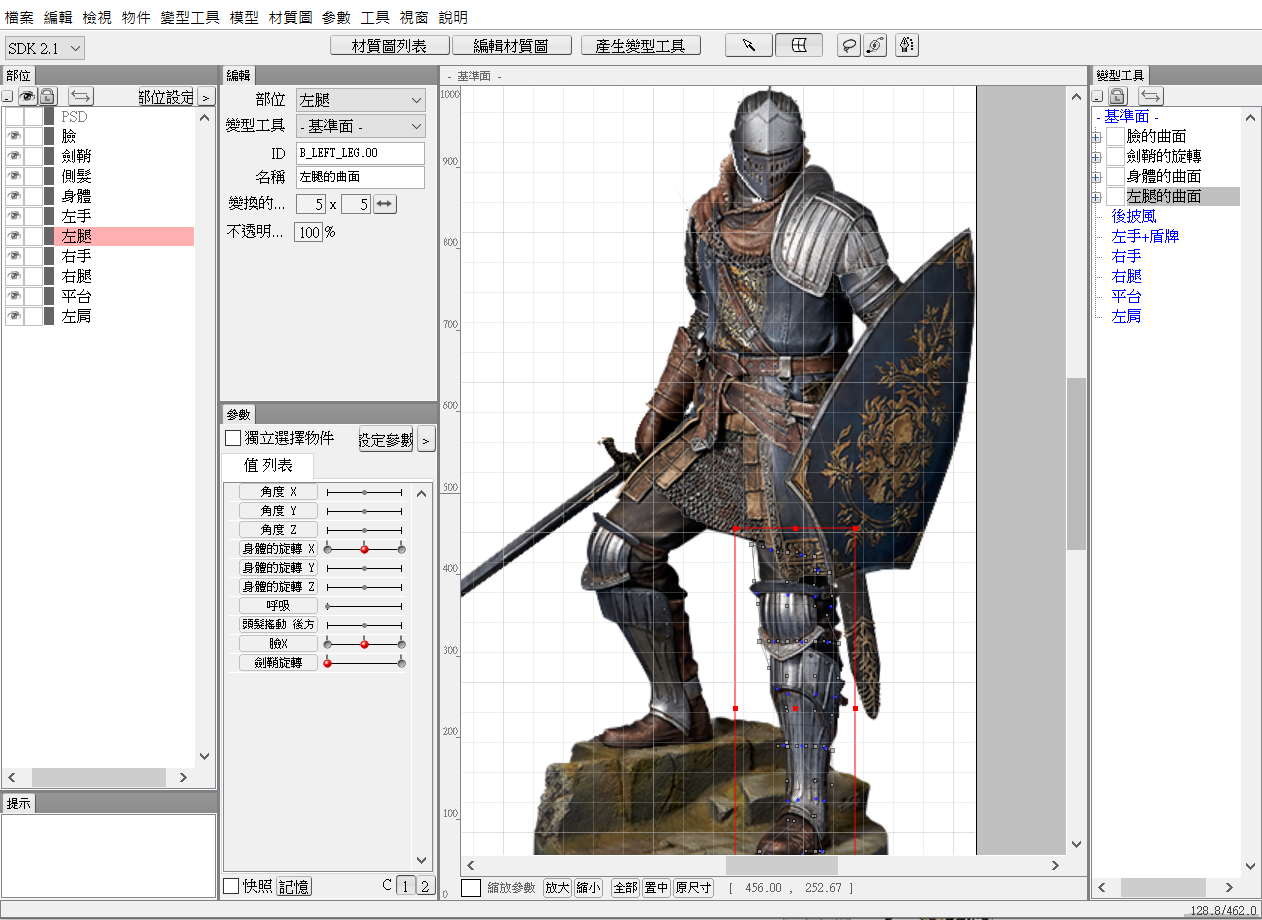 檔案 編輯 檢視 物件 變型工具 模型 材質圖 參數 工具 視窗 說明
SDK 2.1
材質圖列表
編輯材質圖
產生變型工具
部位
部位設定
>
PSD
臉
劍鞘
側髮
身體
左手
左腿
右手
右腿
平台
左肩
提示
編輯
部位 左腿
變型工具 - 基準面 -
ID B_LEFT_LEG.00
名稱 左腿的曲面
變換的... 5 x 5
不透明... 100 %
參數
獨立選擇物件
設定參數
>
值 列表
角度 X
角度 Y
角度 Z
身體的旋轉 X
身體的旋轉 Y
身體的旋轉 Z
呼吸
頭髮搖動 後方
臉X
劍鞘旋轉
快照 記憶 C 1 2
- 基準面 -
1000
900
800
700
600
500
400
300
200
100
0
縮放參數 放大 縮小 全部 置中 原尺寸 [ 456.00 , 252.67 ]
變型工具
- 基準面 -
臉的曲面
劍鞘的旋轉
身體的曲面
左腿的曲面
後披風
左手+盾牌
右手
右腿
平台
左肩
128.8/462.0